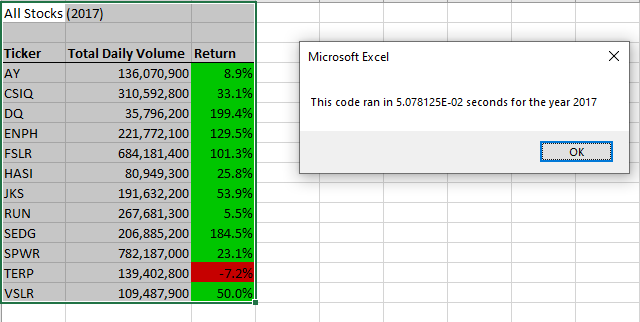 All Stocks (2017)
Ticker Total Daily Volume Return
AY 136,070,900 8.9%
CSIQ 310,592,800 33.1%
DQ 35,796,200 199.4%
ENPH 221,772,100 129.5%
FSLR 684,181,400 101.3%
HASI 80,949,300 25.8%
JKS 191,632,200 53.9%
RUN 267,681,300 5.5%
SEDG 206,885,200 184.5%
SPWR 782,187,000 23.1%
TERP 139,402,800 -7.2%
VSLR 109,487,900 50.0%
Microsoft Excel
This code ran in 5.078125E-02 seconds for the year 2017
OK